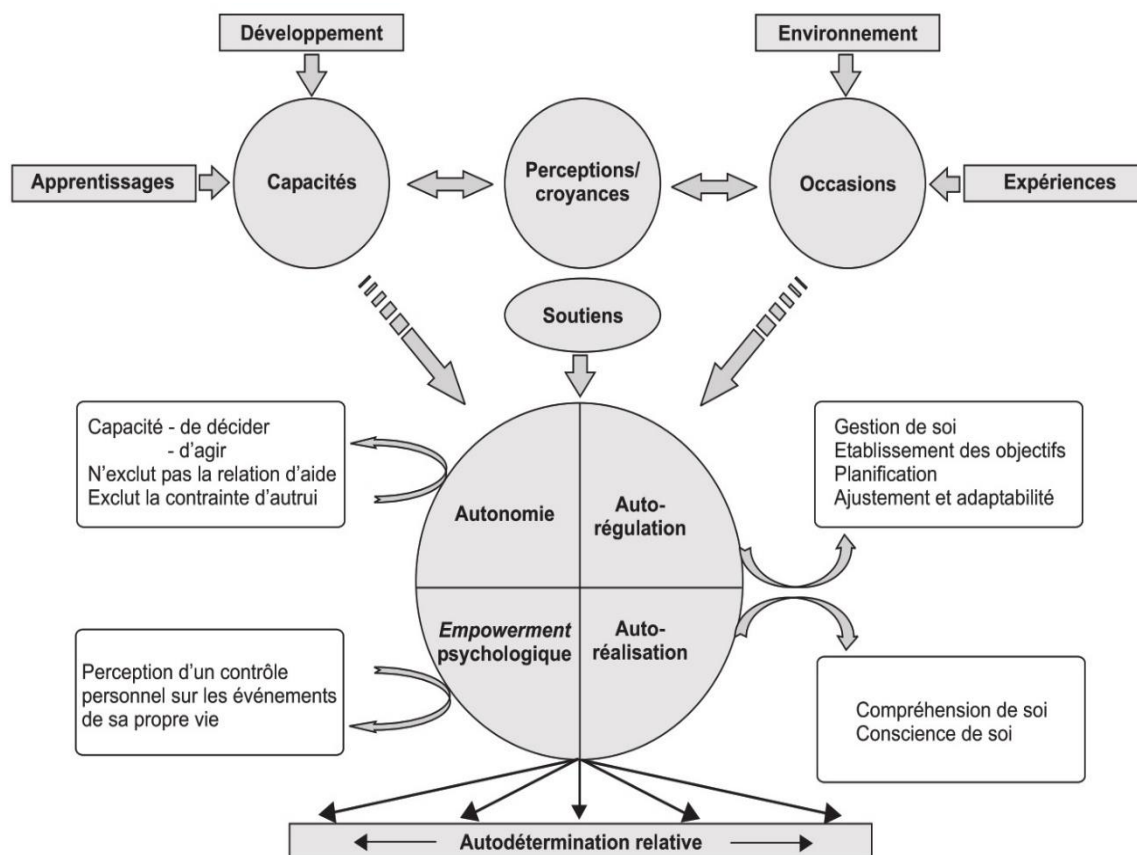 Développement
Environnement
Apprentissages
Capacités
Perceptions/
croyances
Occasions
Expériences
Soutiens
Capacité - de décider
- d’agir
N’exclut pas la relation d’aide
Exclut la contrainte d’autrui
Autonomie
Auto-
régulation
Gestion de soi
Etablissement des objectifs
Planification
Ajustement et adaptabilité
Empowerment
psychologique
Auto-
réalisation
Perception d’un contrôle
personnel sur les événements
de sa propre vie
Compréhension de soi
Conscience de soi
Autodétermination relative